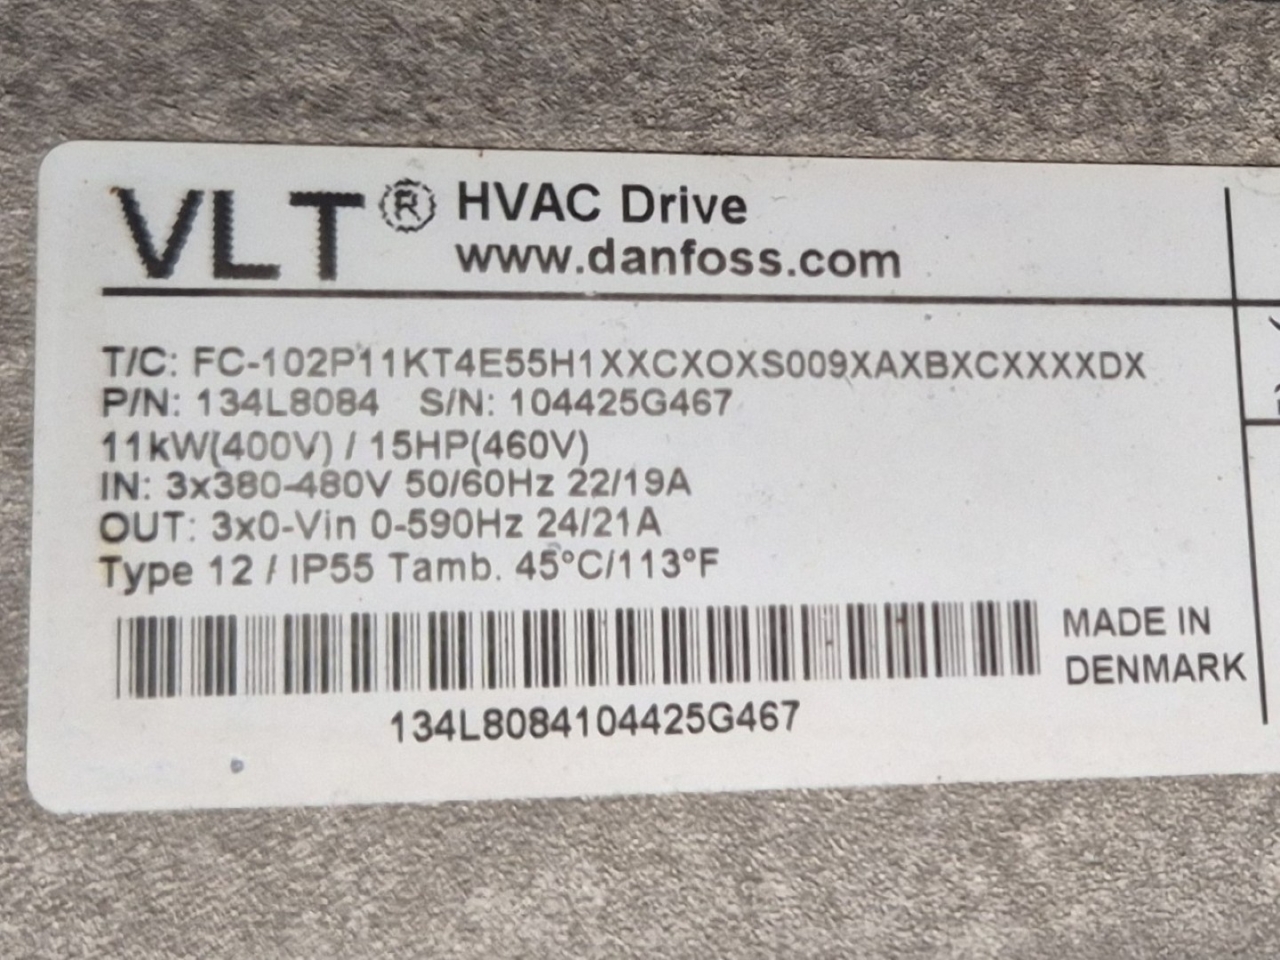 VLT® HVAC Drive
www.danfoss.com
T/C: FC-102P11KT4E55H1XXCXOXS009XAXBXCXXXXDX
P/N: 134L8084 S/N: 104425G467
11kW(400V) / 15HP(460V)
IN: 3x380-480V 50/60Hz 22/19A
OUT: 3x0-Vin 0-590Hz 24/21A
Type 12 / IP55 Tamb. 45°C/113°F
MADE IN
DENMARK
134L8084104425G467